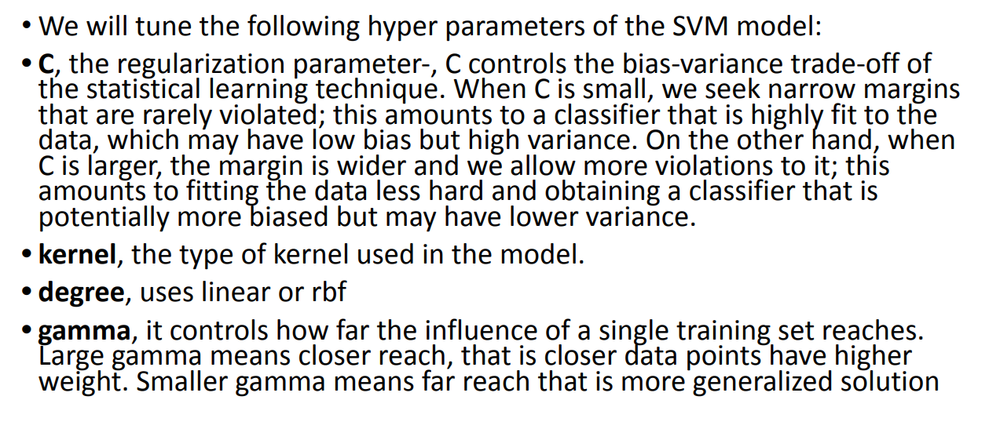 • We will tune the following hyper parameters of the SVM model:
• C, the regularization parameter-, C controls the bias-variance trade-off of
the statistical learning technique. When C is small, we seek narrow margins
that are rarely violated; this amounts to a classifier that is highly fit to the
data, which may have low bias but high variance. On the other hand, when
C is larger, the margin is wider and we allow more violations to it; this
amounts to fitting the data less hard and obtaining a classifier that is
potentially more biased but may have lower variance.
• kernel, the type of kernel used in the model.
• degree, uses linear or rbf
• gamma, it controls how far the influence of a single training set reaches.
Large gamma means closer reach, that is closer data points have higher
weight. Smaller gamma means far reach that is more generalized solution